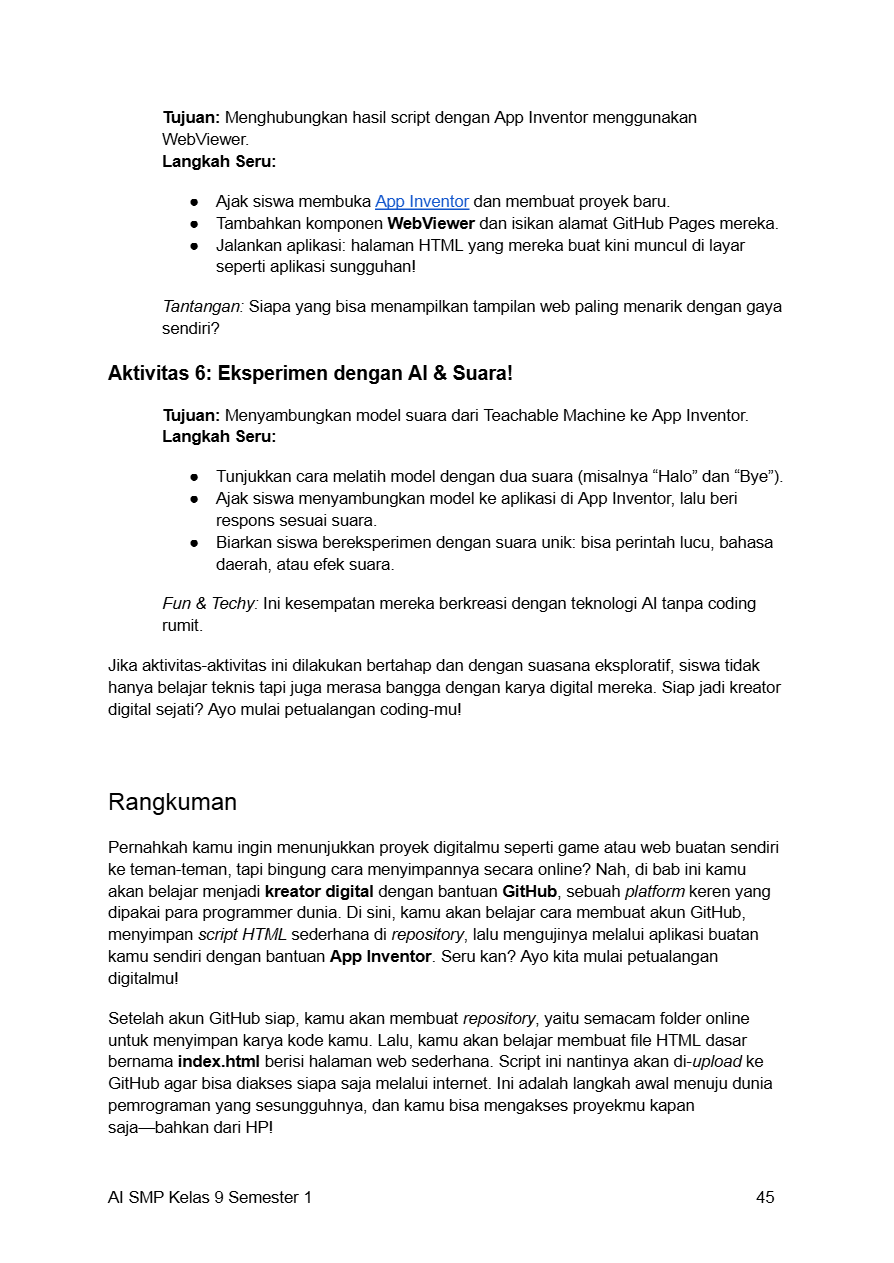 Tujuan: Menghubungkan hasil script dengan App Inventor menggunakan
WebViewer.
Langkah Seru:
● Ajak siswa membuka App Inventor dan membuat proyek baru.
● Tambahkan komponen WebViewer dan isikan alamat GitHub Pages mereka.
● Jalankan aplikasi: halaman HTML yang mereka buat kini muncul di layar
seperti aplikasi sungguhan!
Tantangan: Siapa yang bisa menampilkan tampilan web paling menarik dengan gaya
sendiri?
Aktivitas 6: Eksperimen dengan AI & Suara!
Tujuan: Menyambungkan model suara dari Teachable Machine ke App Inventor.
Langkah Seru:
● Tunjukkan cara melatih model dengan dua suara (misalnya “Halo” dan “Bye”).
● Ajak siswa menyambungkan model ke aplikasi di App Inventor, lalu beri
respons sesuai suara.
● Biarkan siswa bereksperimen dengan suara unik: bisa perintah lucu, bahasa
daerah, atau efek suara.
Fun & Techy: Ini kesempatan mereka berkreasi dengan teknologi AI tanpa coding
rumit.
Jika aktivitas-aktivitas ini dilakukan bertahap dan dengan suasana eksploratif, siswa tidak
hanya belajar teknis tapi juga merasa bangga dengan karya digital mereka. Siap jadi kreator
digital sejati? Ayo mulai petualangan coding-mu!
Rangkuman
Pernahkah kamu ingin menunjukkan proyek digitalmu seperti game atau web buatan sendiri
ke teman-teman, tapi bingung cara menyimpannya secara online? Nah, di bab ini kamu
akan belajar menjadi kreator digital dengan bantuan GitHub, sebuah platform keren yang
dipakai para programmer dunia. Di sini, kamu akan belajar cara membuat akun GitHub,
menyimpan script HTML sederhana di repository, lalu mengujinya melalui aplikasi buatan
kamu sendiri dengan bantuan App Inventor. Seru kan? Ayo kita mulai petualangan
digitalmu!
Setelah akun GitHub siap, kamu akan membuat repository, yaitu semacam folder online
untuk menyimpan karya kode kamu. Lalu, kamu akan belajar membuat file HTML dasar
bernama index.html berisi halaman web sederhana. Script ini nantinya akan di-upload ke
GitHub agar bisa diakses siapa saja melalui internet. Ini adalah langkah awal menuju dunia
pemrograman yang sesungguhnya, dan kamu bisa mengakses proyekmu kapan
saja—bahkan dari HP!
AI SMP Kelas 9 Semester 1 45